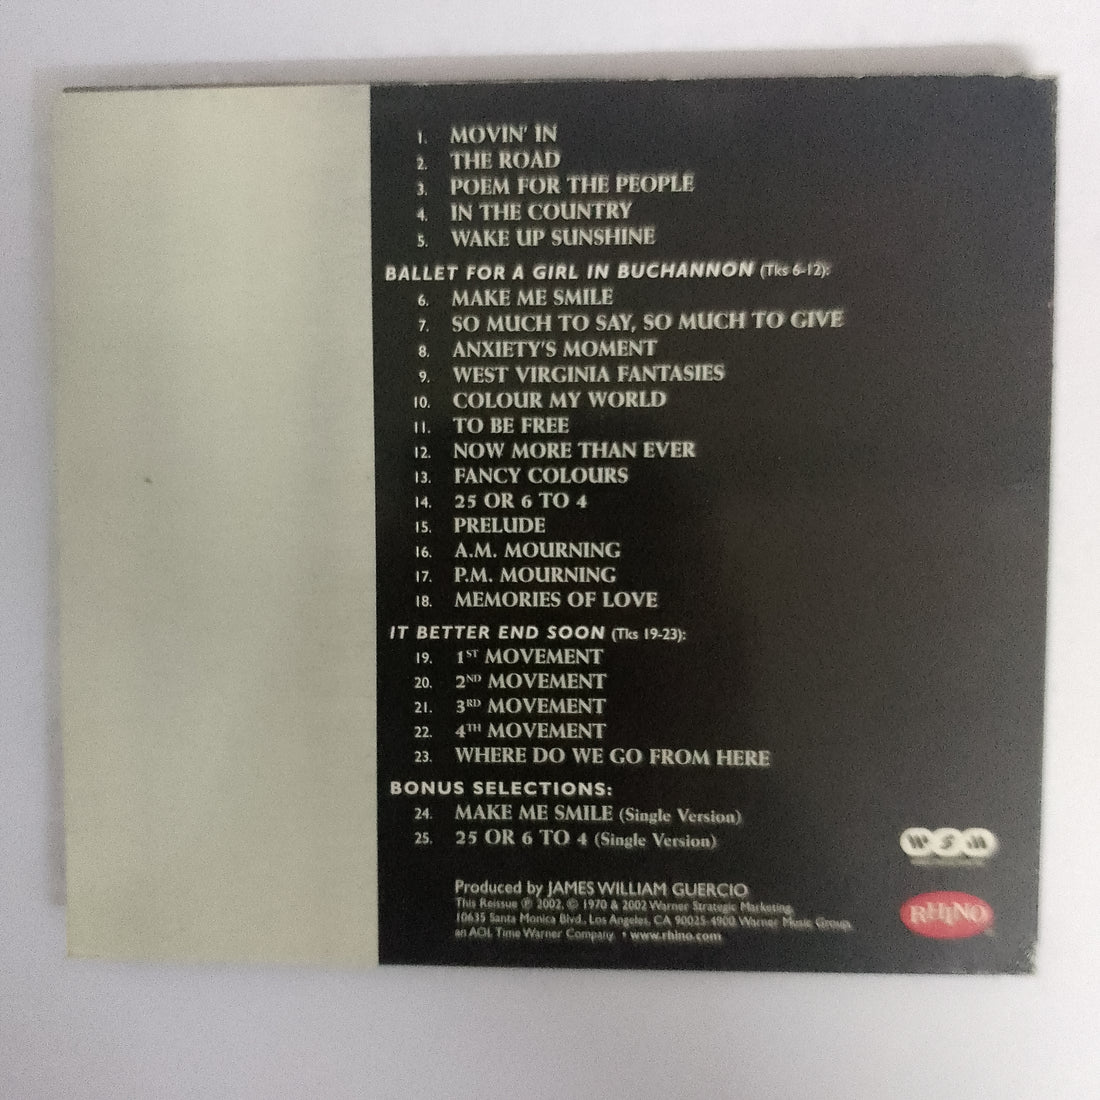 1. MOVIN' IN
2. THE ROAD
3. POEM FOR THE PEOPLE
4. IN THE COUNTRY
5. WAKE UP SUNSHINE
BALLET FOR A GIRL IN BUCHANNON (Tks 6-12):
6. MAKE ME SMILE
7. SO MUCH TO SAY, SO MUCH TO GIVE
8. ANXIETY'S MOMENT
9. WEST VIRGINIA FANTASIES
10. COLOUR MY WORLD
11. TO BE FREE
12. NOW MORE THAN EVER
13. FANCY COLOURS
14. 25 OR 6 TO 4
15. PRELUDE
16. A.M. MOURNING
17. P.M. MOURNING
18. MEMORIES OF LOVE
IT BETTER END SOON (Tks 19-23):
19. 1ST MOVEMENT
20. 2ND MOVEMENT
21. 3RD MOVEMENT
22. 4TH MOVEMENT
23. WHERE DO WE GO FROM HERE
BONUS SELECTIONS:
24. MAKE ME SMILE (Single Version)
25. 25 OR 6 TO 4 (Single Version)
Produced by JAMES WILLIAM GUERCIO
This Reissue ℗ 2002, © 1970 & 2002 Warner Strategic Marketing,
10635 Santa Monica Blvd., Los Angeles, CA 90025-4900 Warner Music Group,
an AOL Time Warner Company. • www.rhino.com
WSM
RHINO